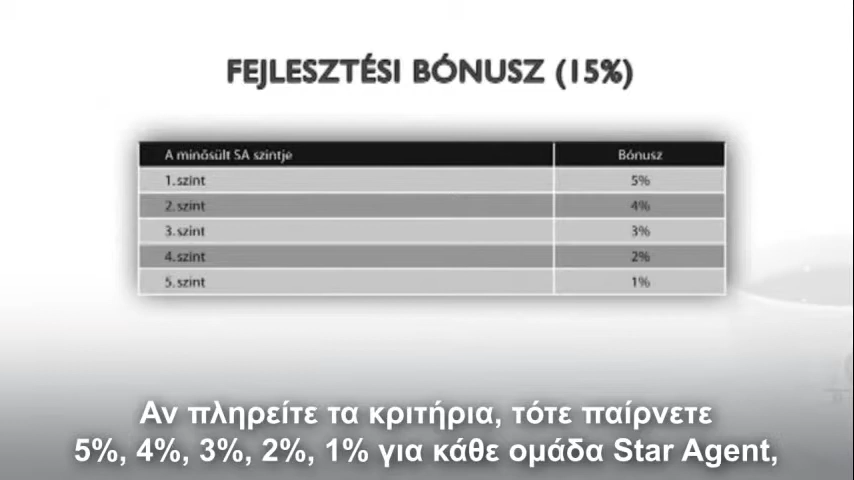 FEJLESZTÉSI BÓNUSZ (15%)
A minősült SA szintje Bónusz
1. szint 5%
2. szint 4%
3. szint 3%
4. szint 2%
5. szint 1%
Αν πληρείτε τα κριτήρια, τότε παίρνετε
5%, 4%, 3%, 2%, 1% για κάθε ομάδα Star Agent,